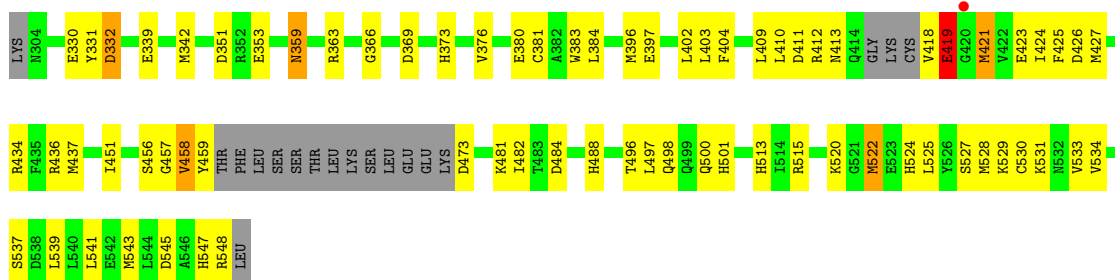 LYS N304 E330 Y331 D332 E339 M342 D351 R352 E353 N359 R363 G366 D369 H373 V376 E380 C381 A382 W383 L384 M396 E397 L402 L403 F404 L409 L410 D411 R412 N413 Q414 GLY LYS CYS V418 E419 G420 M421 V422 E423 I424 F425 D426 M427
R434 F435 R436 M437 I451 S456 G457 V458 Y459 THR PHE LEU SER SER THR LEU LYS SER LEU GLU GLU LYS D473 K481 I482 T483 D484 H488 T496 L497 Q498 Q499 Q500 H501 H513 I514 R515 K520 G521 M522 E523 H524 L525 Y526 S527 M528 K529 C530 K531 N532 V533 V534
S537 D538 L539 L540 L541 E542 M543 L544 D545 A546 H547 R548 LEU